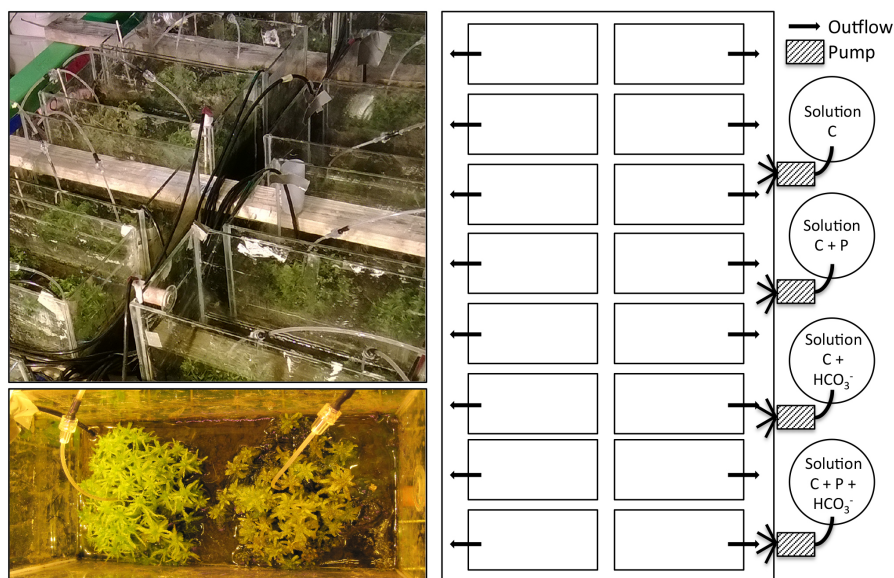 Outflow
Pump
Solution
C
Solution
C + P
Solution
C +
HCO₃⁻
Solution
C + P +
HCO₃⁻